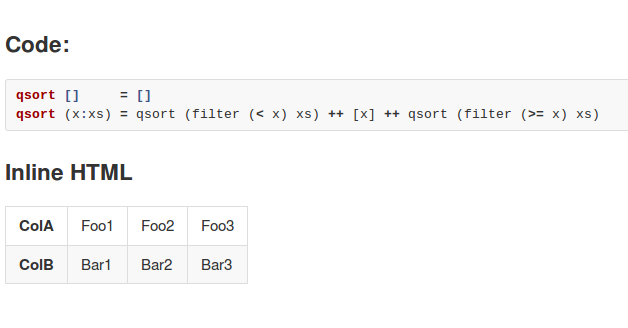 Code:
qsort []     = []
qsort (x:xs) = qsort (filter (< x) xs) ++ [x] ++ qsort (filter (>= x) xs)
Inline HTML
ColA Foo1 Foo2 Foo3
ColB Bar1 Bar2 Bar3